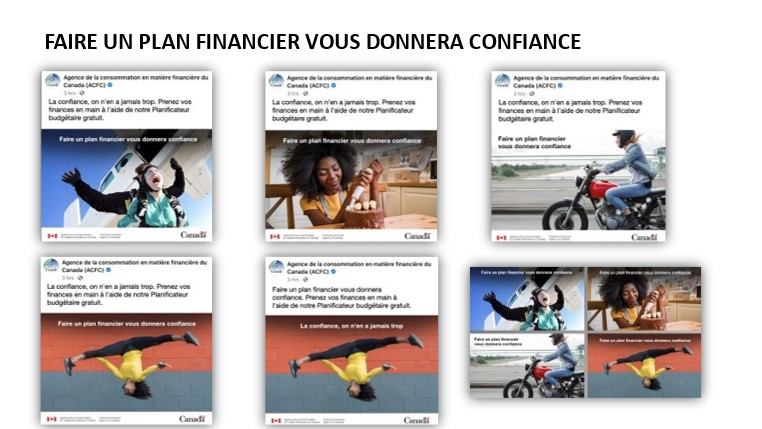 FAIRE UN PLAN FINANCIER VOUS DONNERA CONFIANCE
Agence de la consommation en matière financière du
Canada (ACFC)
3 hrs
La confiance, on n'en a jamais trop. Prenez vos
finances en main à l'aide de notre Planificateur
budgétaire gratuit.
Faire un plan financier vous donnera confiance
Canada
Agence de la consommation en matière financière du
Canada (ACFC)
3 hrs
La confiance, on n'en a jamais trop. Prenez vos
finances en main à l'aide de notre Planificateur
budgétaire gratuit.
Faire un plan financier vous donnera confiance
Canada
Agence de la consommation en matière financière du
Canada (ACFC)
3 hrs
La confiance, on n'en a jamais trop. Prenez vos
finances en main à l'aide de notre Planificateur
budgétaire gratuit.
Faire un plan financier
vous donnera confiance
Canada
Agence de la consommation en matière financière du
Canada (ACFC)
3 hrs
La confiance, on n'en a jamais trop. Prenez vos
finances en main à l'aide de notre Planificateur
budgétaire gratuit.
Faire un plan financier vous donnera confiance
Canada
Agence de la consommation en matière financière du
Canada (ACFC)
3 hrs
Faire un plan financier vous donnera
confiance. Prenez vos finances en main à
l'aide de notre Planificateur budgétaire gratuit.
La confiance, on n'en a jamais trop
Canada
Faire un plan financier vous donnera confiance
Faire un plan financier vous donnera confiance
Faire un plan financier
vous donnera confiance
Faire un plan financier vous donnera confiance